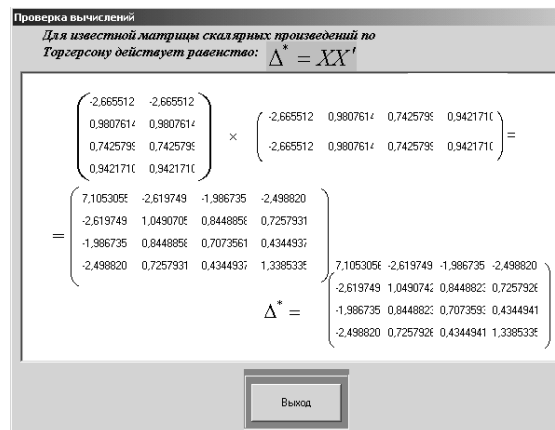 Проверка вычислений
Для известной матрицы скалярных произведений по
Торгерсону действует равенство: Δ* = XX'
-2,665512 -2,665512
0,9807614 0,9807614
0,7425799 0,7425799
0,9421710 0,9421710
×
-2,665512 0,9807614 0,7425799 0,9421710
-2,665512 0,9807614 0,7425799 0,9421710
=
=
7,1053055 -2,619749 -1,986735 -2,498820
-2,619749 1,0490705 0,8448858 0,7257931
-1,986735 0,8448858 0,7073561 0,4344937
-2,498820 0,7257931 0,4344937 1,3385335
Δ* =
7,1053056 -2,619749 -1,986735 -2,498820
-2,619749 1,0490742 0,8448823 0,7257926
-1,986735 0,8448823 0,7073593 0,4344941
-2,498820 0,7257926 0,4344941 1,3385335
Выход